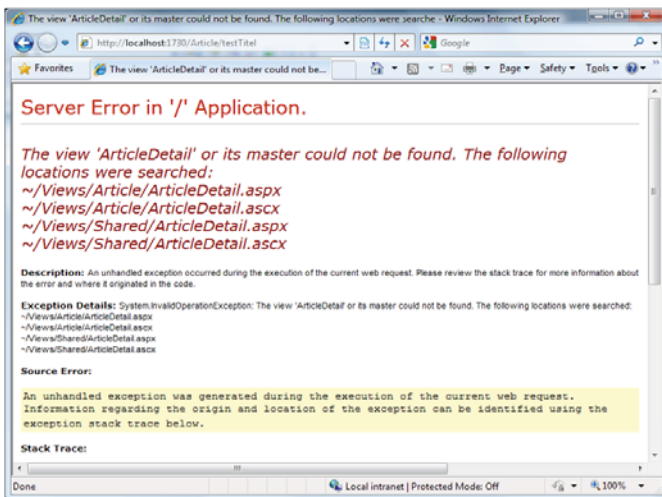 The view 'ArticleDetail' or its master could not be found. The following locations were searche - Windows Internet Explorer
http://localhost:1730/Article/testTitel
Google
Favorites
The view 'ArticleDetail' or its master could not be...
Page
Safety
Tools
Server Error in '/' Application.
The view 'ArticleDetail' or its master could not be found. The following
locations were searched:
~/Views/Article/ArticleDetail.aspx
~/Views/Article/ArticleDetail.ascx
~/Views/Shared/ArticleDetail.aspx
~/Views/Shared/ArticleDetail.ascx
Description: An unhandled exception occurred during the execution of the current web request. Please review the stack trace for more information about
the error and where it originated in the code.
Exception Details: System.InvalidOperationException: The view 'ArticleDetail' or its master could not be found. The following locations were searched:
~/Views/Article/ArticleDetail.aspx
~/Views/Article/ArticleDetail.ascx
~/Views/Shared/ArticleDetail.aspx
~/Views/Shared/ArticleDetail.ascx
Source Error:
An unhandled exception was generated during the execution of the current web request.
Information regarding the origin and location of the exception can be identified using the
exception stack trace below.
Stack Trace:
Done
Local intranet | Protected Mode: Off
100%